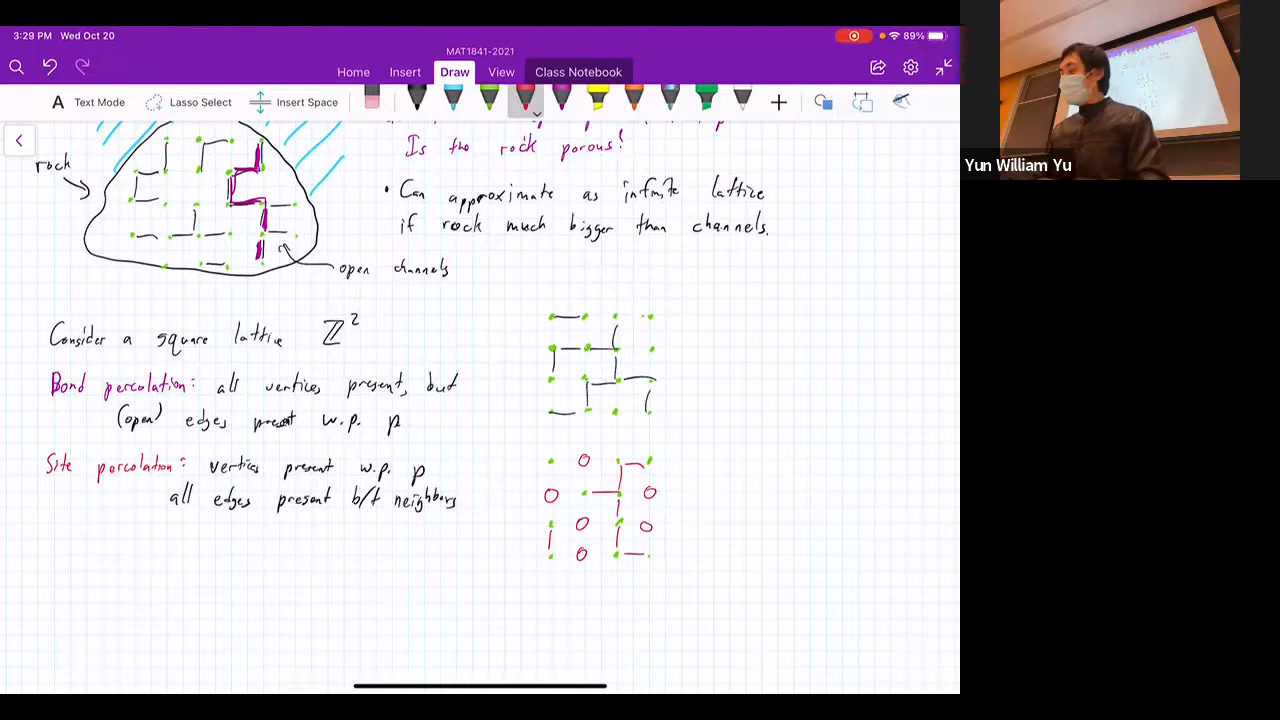 3:29 PM Wed Oct 20
89%
MAT1841-2021
Home Insert Draw View Class Notebook
Text Mode Lasso Select Insert Space
Yun William Yu
Is the rock porous?
rock
• Can approximate as infinite lattice
if rock much bigger than channels.
open channels
Consider a square lattice ℤ²
Bond percolation: all vertices present, but
(open) edges present w.p. p
Site percolation: vertices present w.p. p
all edges present b/t neighbors